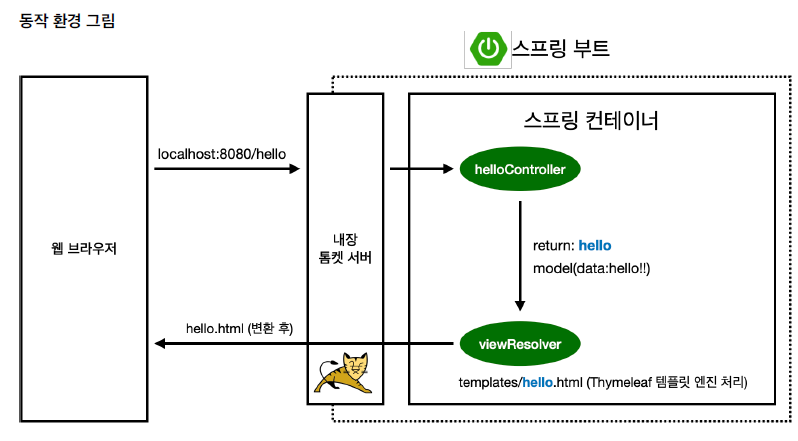 동작 환경 그림
스프링 부트
스프링 컨테이너
localhost:8080/hello
helloController
웹 브라우저
내장
톰켓 서버
return: hello
model(data:hello!!)
hello.html (변환 후)
viewResolver
templates/hello.html (Thymeleaf 템플릿 엔진 처리)